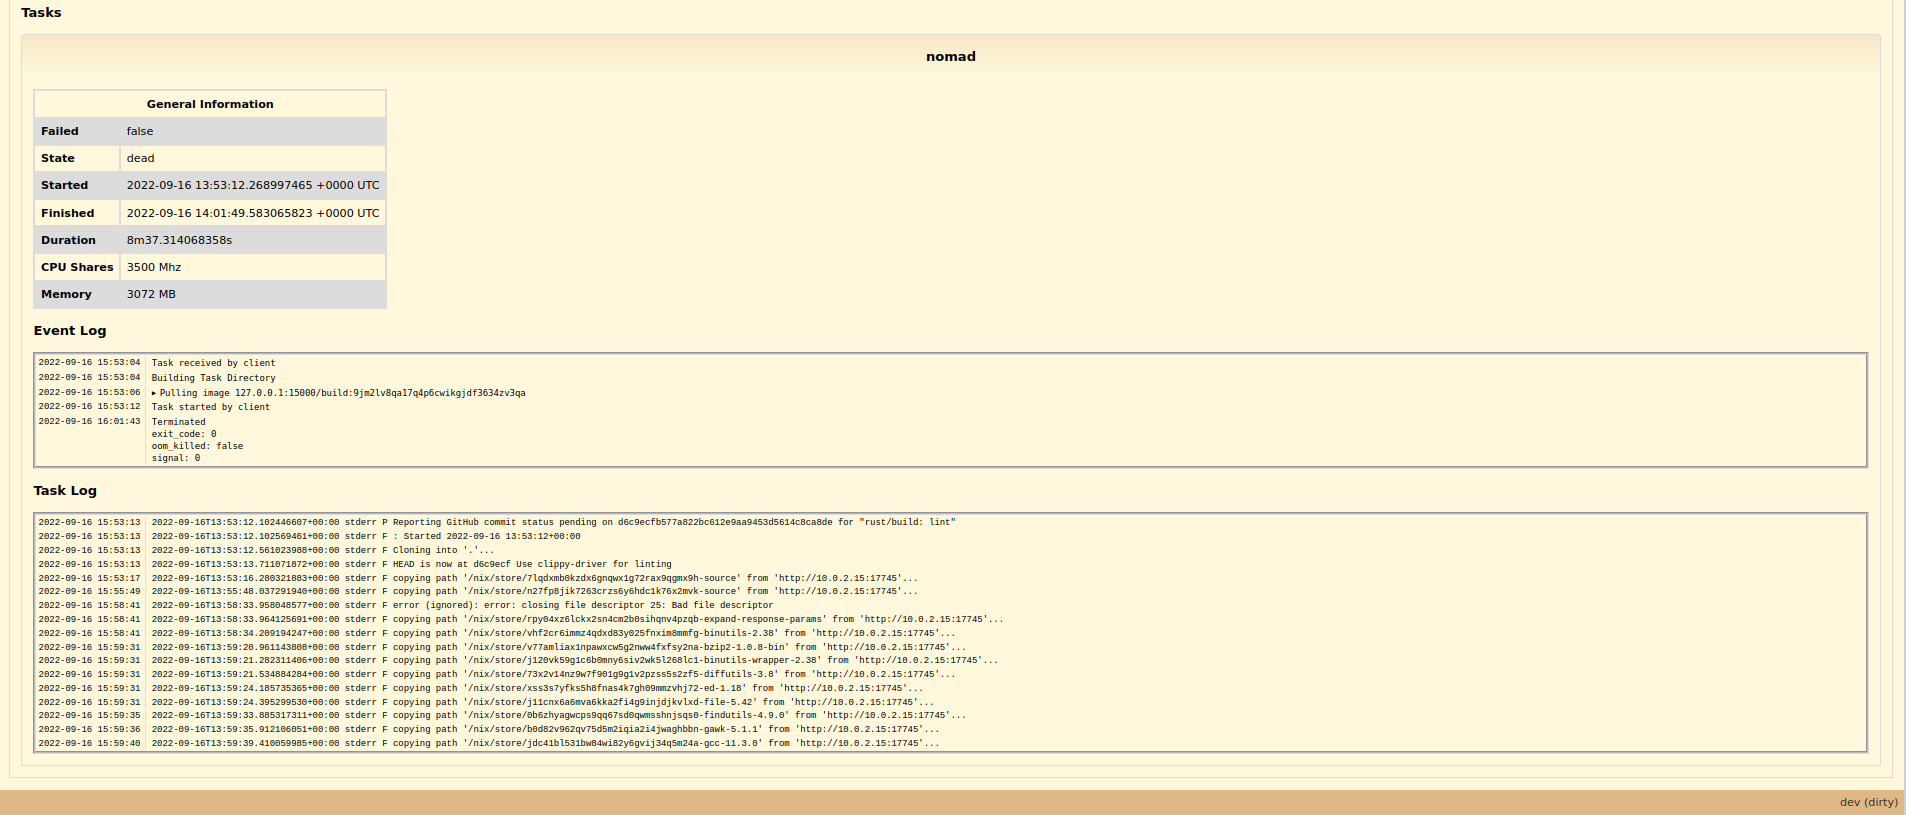 Tasks
nomad
General Information
Failed false
State dead
Started 2022-09-16 13:53:12.268997465 +0000 UTC
Finished 2022-09-16 14:01:49.583065823 +0000 UTC
Duration 8m37.314068358s
CPU Shares 3500 Mhz
Memory 3072 MB
Event Log
2022-09-16 15:53:04 Task received by client
2022-09-16 15:53:04 Building Task Directory
2022-09-16 15:53:06 ▸ Pulling image 127.0.0.1:15000/build:9jm2lv8qa17q4p6cwikgjdf3634zv3qa
2022-09-16 15:53:12 Task started by client
2022-09-16 16:01:43 Terminated
exit_code: 0
oom_killed: false
signal: 0
Task Log
2022-09-16 15:53:13 2022-09-16T13:53:12.102446607+00:00 stderr P Reporting GitHub commit status pending on d6c9ecfb577a822bc612e9aa9453d5614c8ca8de for "rust/build: lint"
2022-09-16 15:53:13 2022-09-16T13:53:12.102569461+00:00 stderr F : Started 2022-09-16 13:53:12+00:00
2022-09-16 15:53:13 2022-09-16T13:53:12.561023988+00:00 stderr F Cloning into '.'...
2022-09-16 15:53:13 2022-09-16T13:53:13.711071872+00:00 stderr F HEAD is now at d6c9ecf Use clippy-driver for linting
2022-09-16 15:53:17 2022-09-16T13:53:16.280321883+00:00 stderr F copying path '/nix/store/7lqdxmb0kzdx6gnqwx1g72rax9qgmx9h-source' from 'http://10.0.2.15:17745'...
2022-09-16 15:55:49 2022-09-16T13:55:48.037291940+00:00 stderr F copying path '/nix/store/n27fp8jik7263crzs6y6hdc1k76x2mvk-source' from 'http://10.0.2.15:17745'...
2022-09-16 15:58:41 2022-09-16T13:58:33.958048577+00:00 stderr F error (ignored): error: closing file descriptor 25: Bad file descriptor
2022-09-16 15:58:41 2022-09-16T13:58:33.964125691+00:00 stderr F copying path '/nix/store/rpy04xz6lckx2sn4cm2b0sihqnv4pzqb-expand-response-params' from 'http://10.0.2.15:17745'...
2022-09-16 15:58:41 2022-09-16T13:58:34.209194247+00:00 stderr F copying path '/nix/store/vhf2cr6immz4qdxd83y025fnxim8mmfg-binutils-2.38' from 'http://10.0.2.15:17745'...
2022-09-16 15:59:31 2022-09-16T13:59:20.961143808+00:00 stderr F copying path '/nix/store/v77amliax1npawxcw5g2nww4fxfsy2na-bzip2-1.0.8-bin' from 'http://10.0.2.15:17745'...
2022-09-16 15:59:31 2022-09-16T13:59:21.282311406+00:00 stderr F copying path '/nix/store/j120vk59g1c6b0mny6siv2wk5l268lc1-binutils-wrapper-2.38' from 'http://10.0.2.15:17745'...
2022-09-16 15:59:31 2022-09-16T13:59:21.534884284+00:00 stderr F copying path '/nix/store/73x2v14nz9w7f901g9g1v2pzss5s2zf5-diffutils-3.8' from 'http://10.0.2.15:17745'...
2022-09-16 15:59:31 2022-09-16T13:59:24.185735365+00:00 stderr F copying path '/nix/store/xss3s7yfks5h8fnas4k7gh09mmzvhj72-ed-1.18' from 'http://10.0.2.15:17745'...
2022-09-16 15:59:31 2022-09-16T13:59:24.395299530+00:00 stderr F copying path '/nix/store/j11cnx6a6mva6kka2fi4g9injdjkvlxd-file-5.42' from 'http://10.0.2.15:17745'...
2022-09-16 15:59:35 2022-09-16T13:59:33.885317311+00:00 stderr F copying path '/nix/store/0b6zhyagwcps9qq67sd0qwmsshnjsqs0-findutils-4.9.0' from 'http://10.0.2.15:17745'...
2022-09-16 15:59:36 2022-09-16T13:59:35.912106051+00:00 stderr F copying path '/nix/store/b0d82v962qv75d5m2iqia2i4jwaghbbn-gawk-5.1.1' from 'http://10.0.2.15:17745'...
2022-09-16 15:59:40 2022-09-16T13:59:39.410059985+00:00 stderr F copying path '/nix/store/jdc41bl531bw84wi82y6gvij34q5m24a-gcc-11.3.0' from 'http://10.0.2.15:17745'...
dev (dirty)